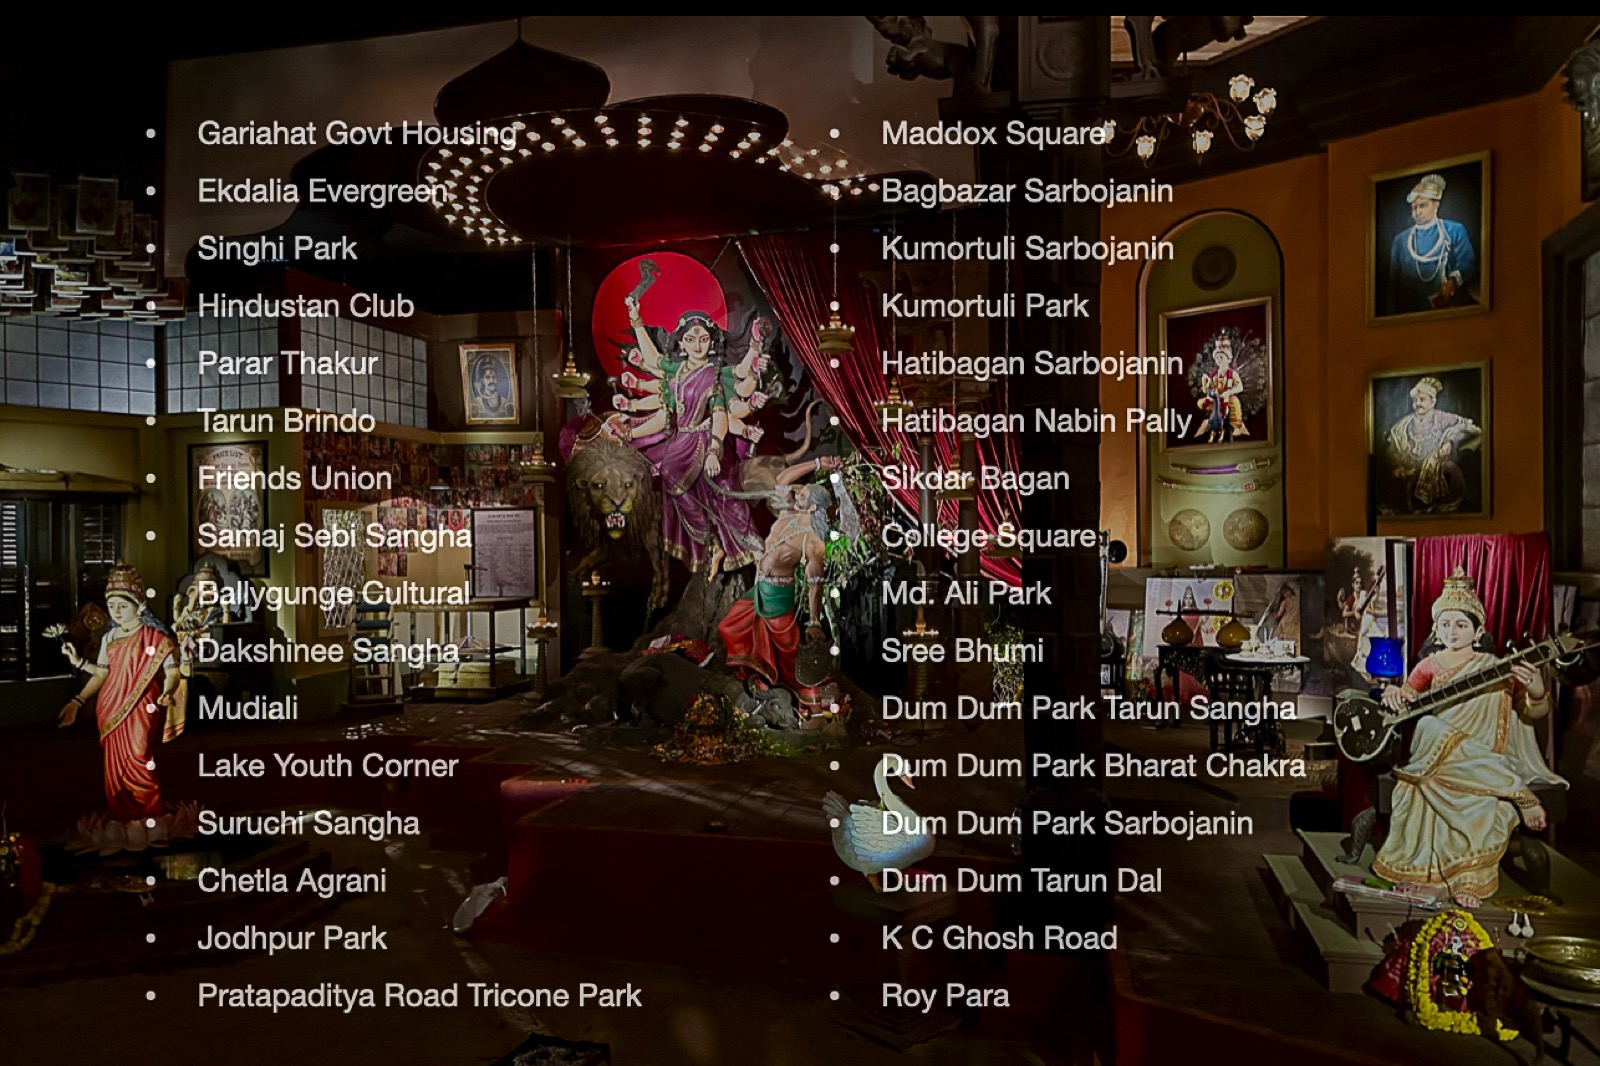 • Gariahat Govt Housing
• Ekdalia Evergreen
• Singhi Park
• Hindustan Club
• Parar Thakur
• Tarun Brindo
• Friends Union
• Samaj Sebi Sangha
• Ballygunge Cultural
• Dakshinee Sangha
• Mudiali
• Lake Youth Corner
• Suruchi Sangha
• Chetla Agrani
• Jodhpur Park
• Pratapaditya Road Tricone Park
• Maddox Square
• Bagbazar Sarbojanin
• Kumortuli Sarbojanin
• Kumortuli Park
• Hatibagan Sarbojanin
• Hatibagan Nabin Pally
• Sikdar Bagan
• College Square
• Md. Ali Park
• Sree Bhumi
• Dum Dum Park Tarun Sangha
• Dum Dum Park Bharat Chakra
• Dum Dum Park Sarbojanin
• Dum Dum Tarun Dal
• K C Ghosh Road
• Roy Para
PRICE LIST